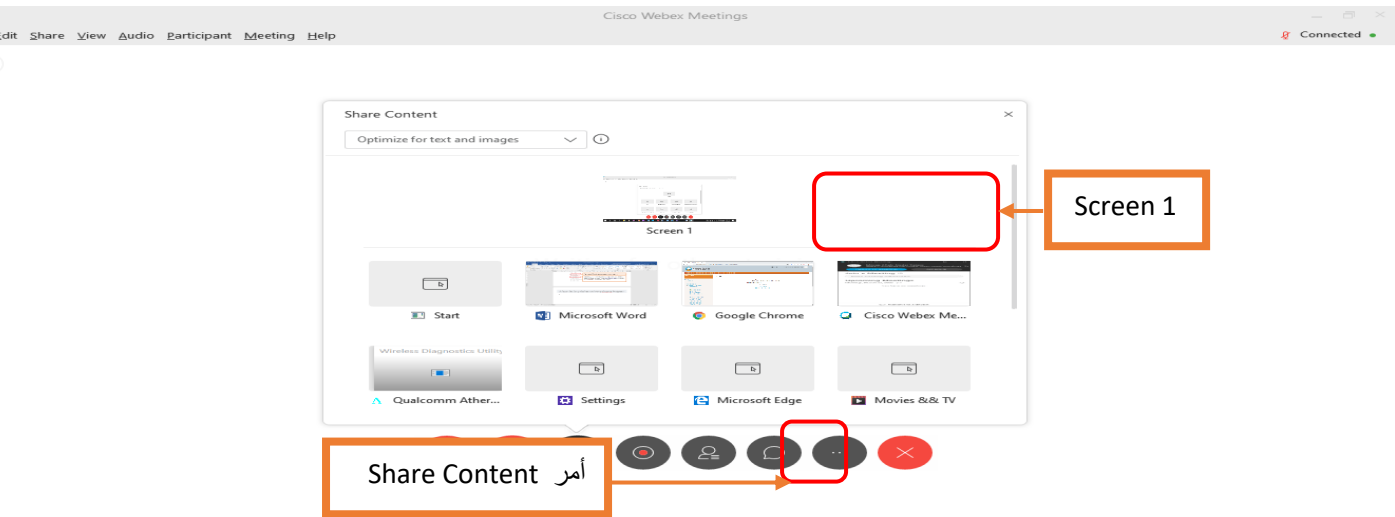 Cisco Webex Meetings
dit Share View Audio Participant Meeting Help
Connected
Share Content
Optimize for text and images
Screen 1
Screen 1
Start
Microsoft Word
Google Chrome
Cisco Webex Me...
Wireless Diagnostics Utility
Qualcomm Ather...
Settings
Microsoft Edge
Movies && TV
أمر Share Content